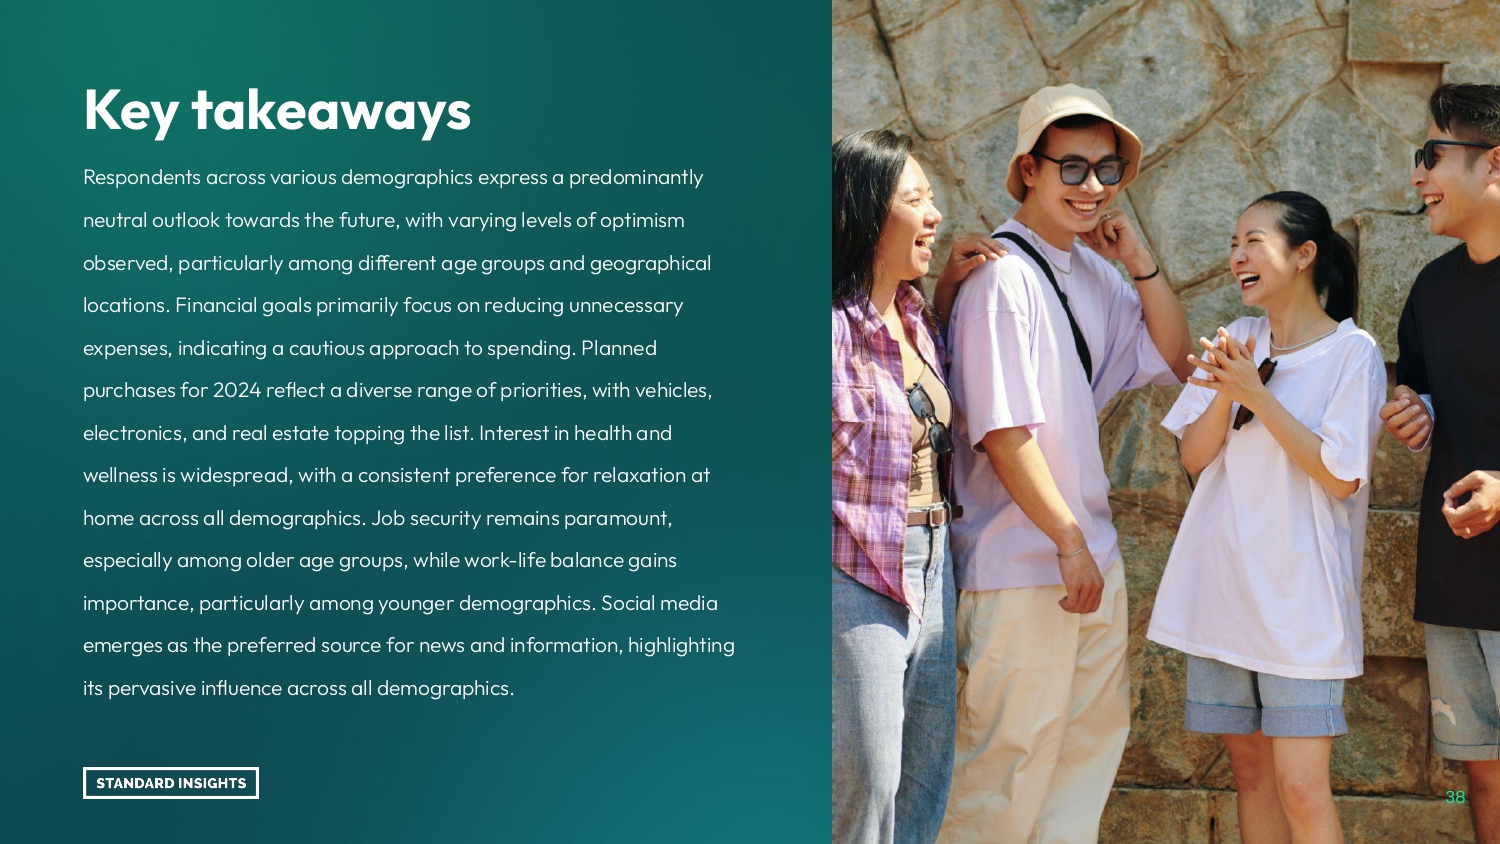 Key takeaways
Respondents across various demographics express a predominantly
neutral outlook towards the future, with varying levels of optimism
observed, particularly among different age groups and geographical
locations. Financial goals primarily focus on reducing unnecessary
expenses, indicating a cautious approach to spending. Planned
purchases for 2024 reflect a diverse range of priorities, with vehicles,
electronics, and real estate topping the list. Interest in health and
wellness is widespread, with a consistent preference for relaxation at
home across all demographics. Job security remains paramount,
especially among older age groups, while work-life balance gains
importance, particularly among younger demographics. Social media
emerges as the preferred source for news and information, highlighting
its pervasive influence across all demographics.
STANDARD INSIGHTS
38